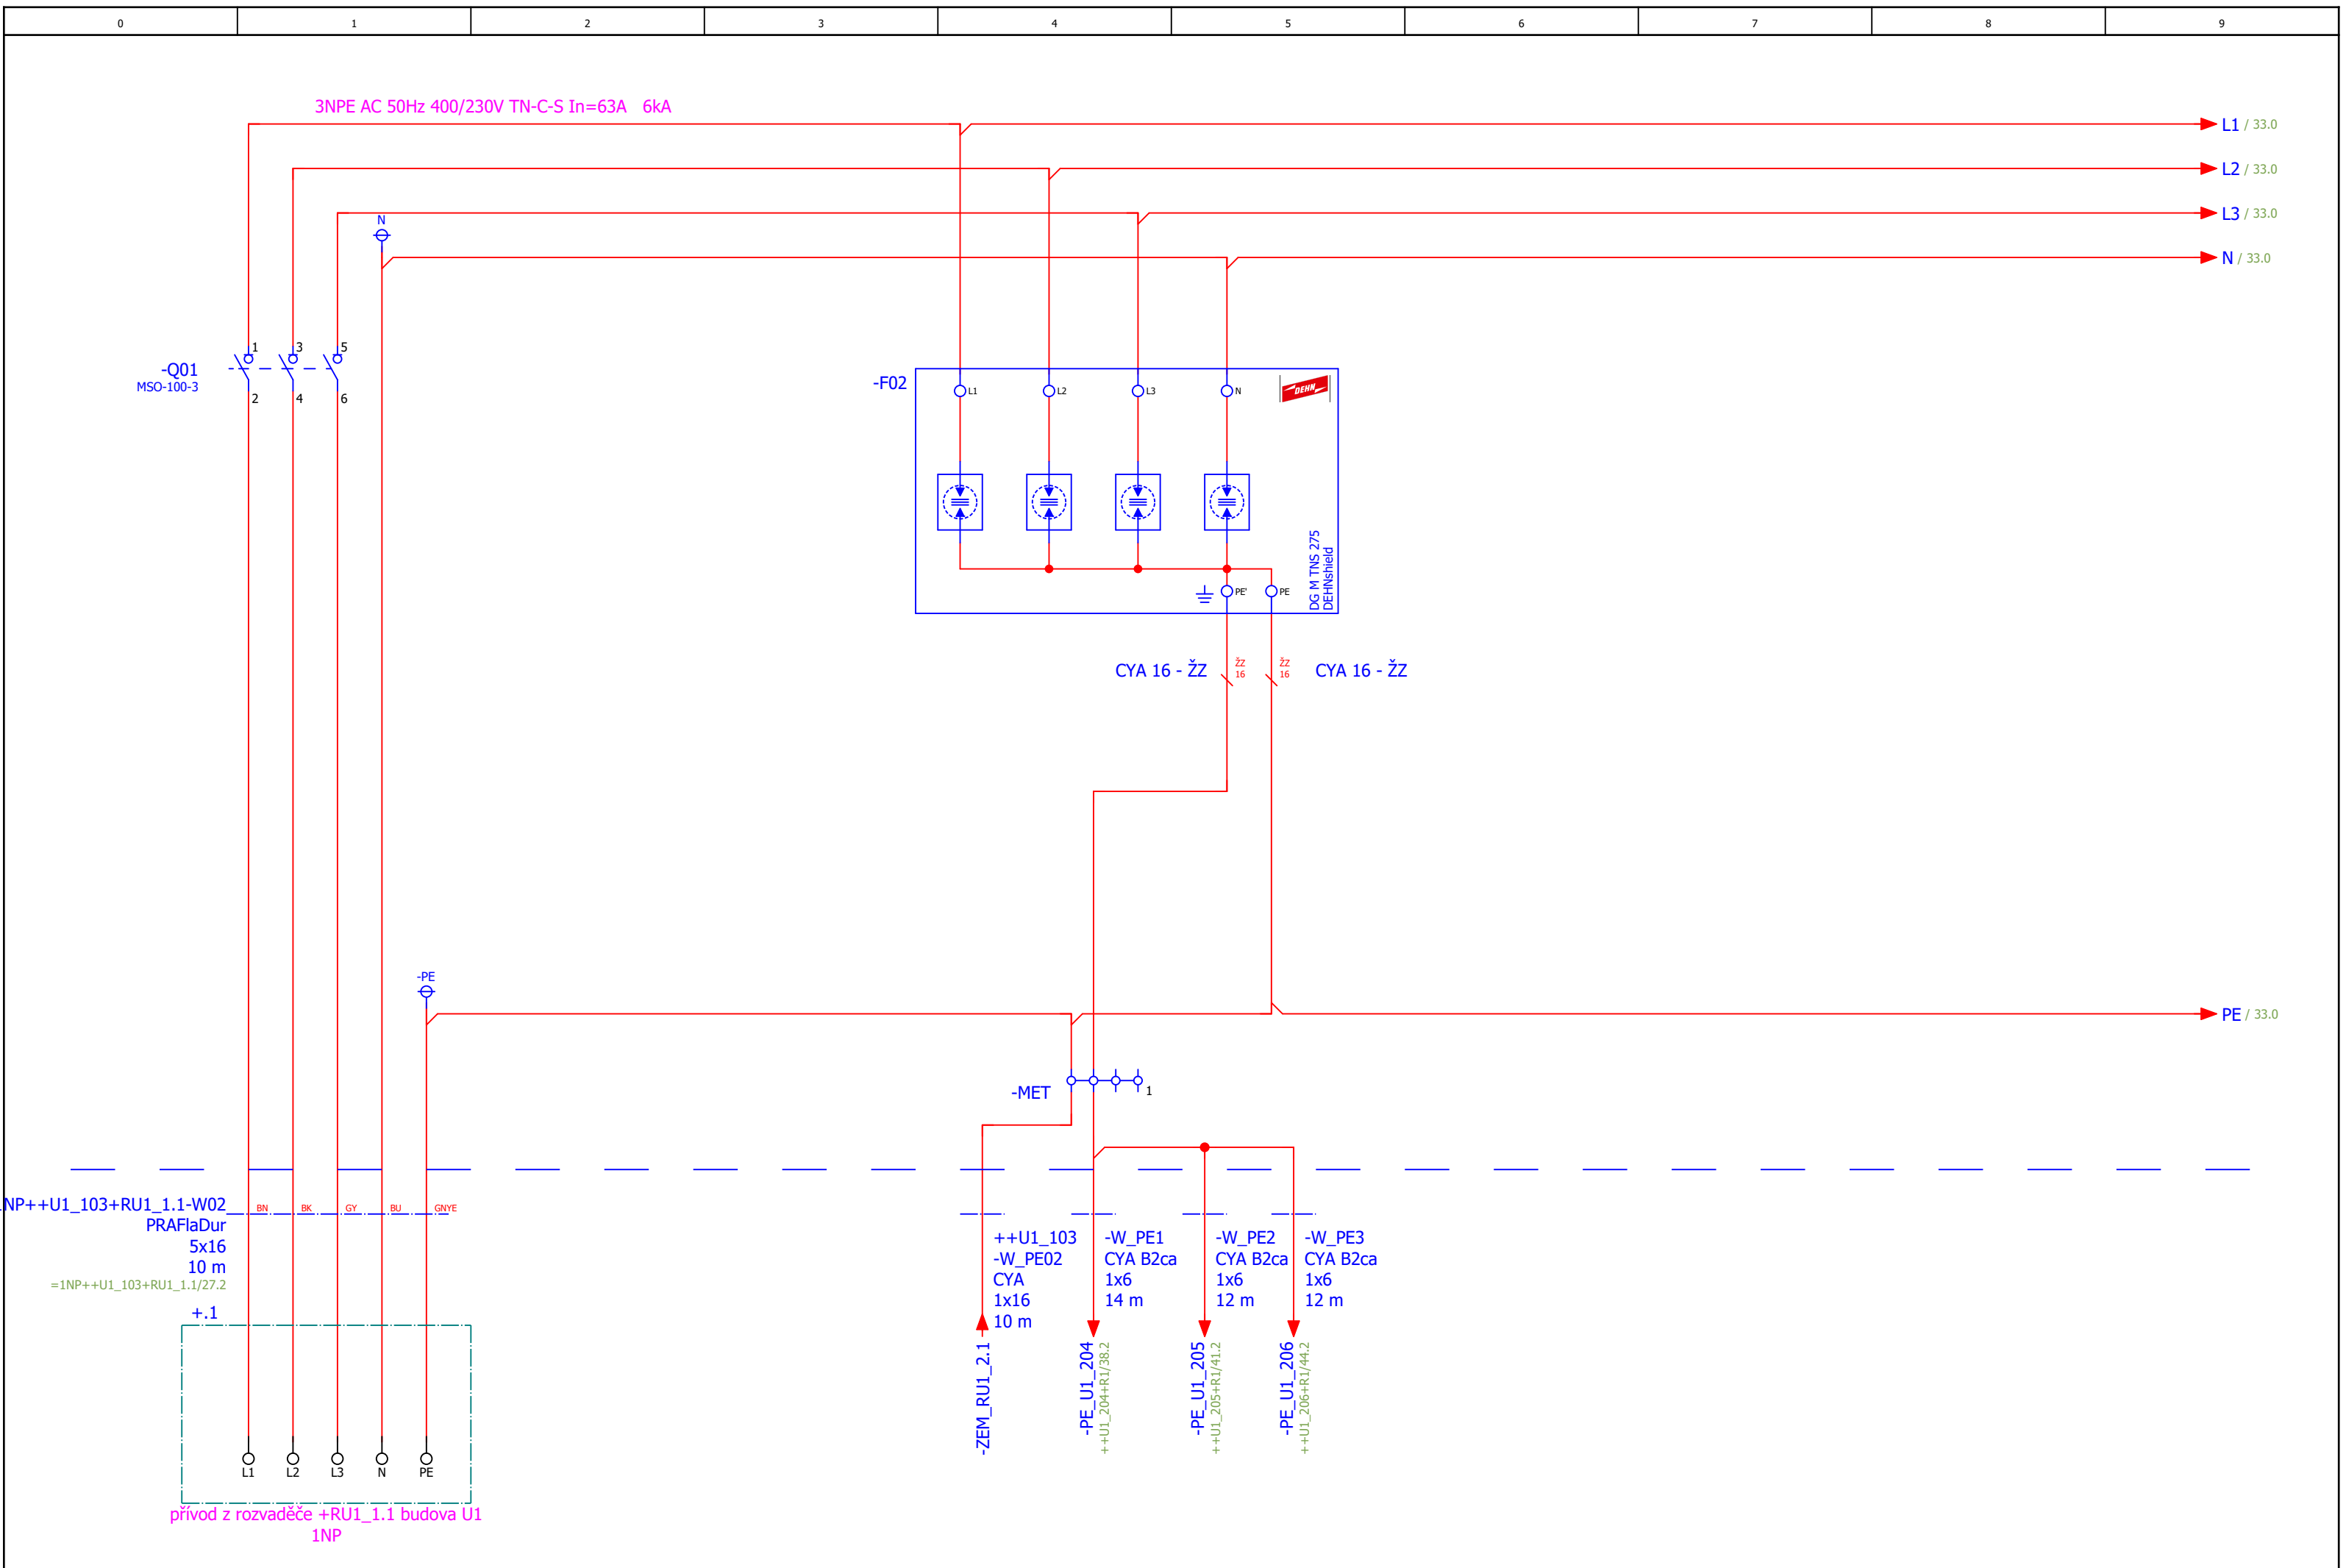 0 1 2 3 4 5 6 7 8 9
3NPE AC 50Hz 400/230V TN-C-S In=63A 6kA
L1 / 33.0
L2 / 33.0
L3 / 33.0
N
N / 33.0
-Q01
MSO-100-3
1 3 5
2 4 6
-F02
L1 L2 L3 N
DEHN
DG M TNS 275
DEHNshield
PE' PE
CYA 16 - ŽZ
ŽZ
16
ŽZ
16
CYA 16 - ŽZ
-PE
PE / 33.0
-MET
1
NP++U1_103+RU1_1.1-W02
PRAFlaDur
5x16
10 m
=1NP++U1_103+RU1_1.1/27.2
BN BK GY BU GNYE
++U1_103
-W_PE02
CYA
1x16
10 m
-W_PE1
CYA B2ca
1x6
14 m
-W_PE2
CYA B2ca
1x6
12 m
-W_PE3
CYA B2ca
1x6
12 m
+.1
-ZEM_RU1_2.1
-PE_U1_204
++U1_204+R1/38.2
-PE_U1_205
++U1_205+R1/41.2
-PE_U1_206
++U1_206+R1/44.2
L1 L2 L3 N PE
přívod z rozvaděče +RU1_1.1 budova U1
1NP